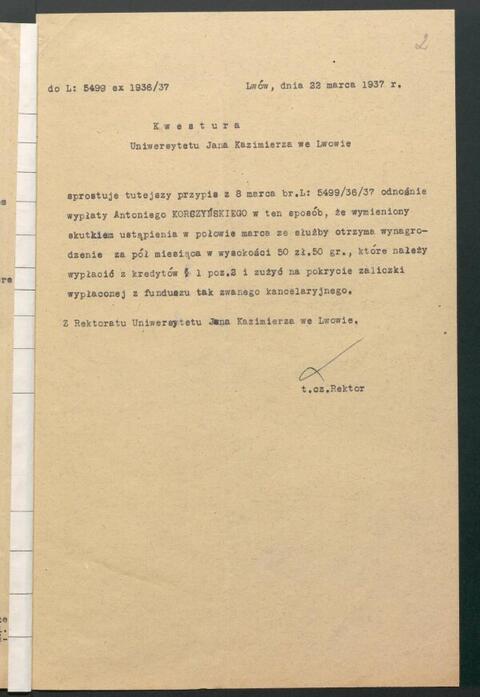 2
do L: 5499 ex 1936/37 Lwów, dnia 22 marca 1937 r.
Kwestura
Uniwersytetu Jana Kazimierza we Lwowie
sprostuje tutejszy przypis z 8 marca br.L: 5499/36/37 odnośnie
wypłaty Antoniego KORCZYŃSKIEGO w ten sposób, że wymieniony
skutkiem ustąpienia w połowie marca ze służby otrzyma wynagro-
dzenie za pół miesiąca w wysokości 50 zł.50 gr., które należy
wypłacić z kredytów § 1 poz.2 i zużyć na pokrycie zaliczki
wypłaconej z funduszu tak zwanego kancelaryjnego.
Z Rektoratu Uniwersytetu Jana Kazimierza we Lwowie.
t.cz.Rektor